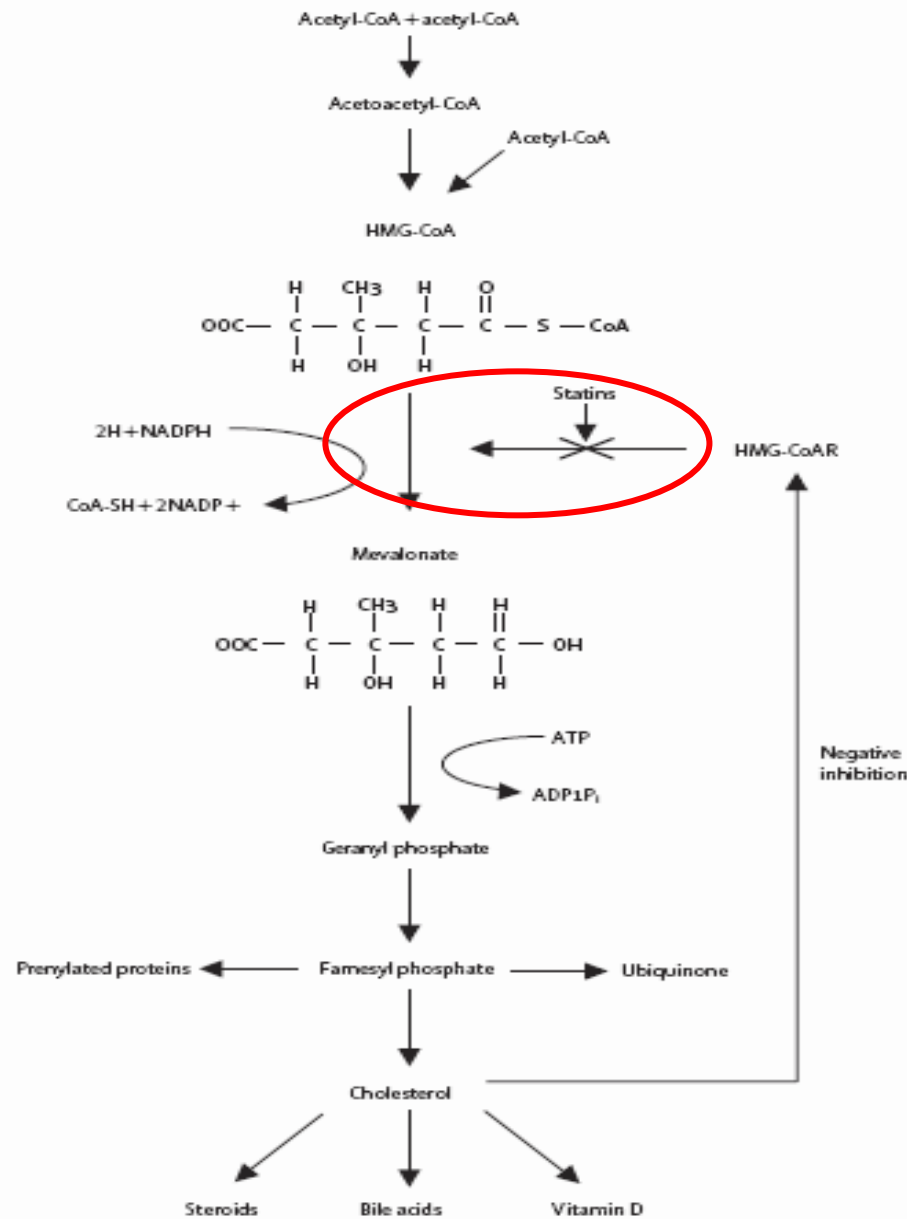 Acetyl-CoA+acetyl-CoA
Acetoacetyl-CoA
Acetyl-CoA
HMG-CoA
H CH3 H O
OOC— C — C — C — C — S —CoA
H OH H
Statins
2H+NADPH
HMG-CoAR
CoA-SH+2NADP+
Mevalonate
H CH3 H H
OOC— C — C — C — C — OH
H OH H H
ATP
Negative
inhibition
ADP1Pi
Geranyl phosphate
Prenylated proteins
Farnesyl phosphate
Ubiquinone
Cholesterol
Steroids
Bile acids
Vitamin D